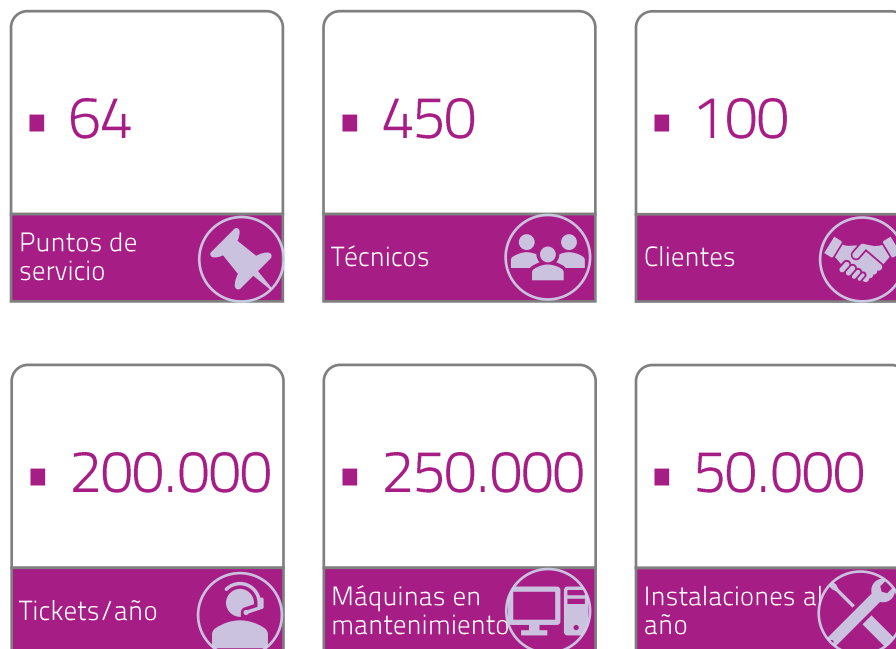 ▪ 64
▪ 450
▪ 100
Puntos de
servicio
Técnicos
Clientes
▪ 200.000
▪ 250.000
▪ 50.000
Tickets/año
Máquinas en
mantenimiento
Instalaciones al
año